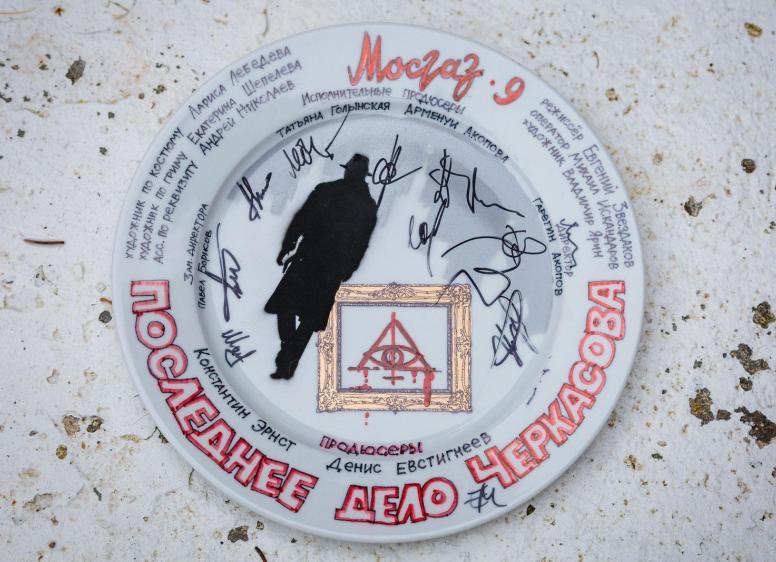 Мосгаз. 9
Исполнительные продюсеры
Татьяна Голынская Арменуи Акопова
художник по костюму Лариса Лебедева
художник по гриму Екатерина Шепелева
асс. по реквизиту Андрей Николаев
режиссёр Евгений Звездаков
оператор Михаил Искандаров
художник Владимир Ярин
Зам. директора
Павел Борисов
директор
Гарегин Акопов
продюсеры
Константин Эрнст
Денис Евстигнеев
ПОСЛЕДНЕЕ ДЕЛО ЧЕРКАСОВА